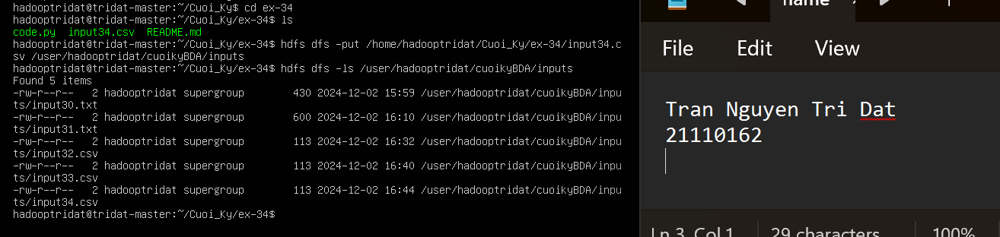 hadooptridat@tridat-master:~/Cuoi_Ky$ cd ex-34
hadooptridat@tridat-master:~/Cuoi_Ky/ex-34$ ls
code.py  input34.csv  README.md
hadooptridat@tridat-master:~/Cuoi_Ky/ex-34$ hdfs dfs -put /home/hadooptridat/Cuoi_Ky/ex-34/input34.c
sv /user/hadooptridat/cuoikyBDA/inputs
hadooptridat@tridat-master:~/Cuoi_Ky/ex-34$ hdfs dfs -ls /user/hadooptridat/cuoikyBDA/inputs
Found 5 items
-rw-r--r--   2 hadooptridat supergroup        430 2024-12-02 15:59 /user/hadooptridat/cuoikyBDA/inpu
ts/input30.txt
-rw-r--r--   2 hadooptridat supergroup        600 2024-12-02 16:10 /user/hadooptridat/cuoikyBDA/inpu
ts/input31.txt
-rw-r--r--   2 hadooptridat supergroup        113 2024-12-02 16:32 /user/hadooptridat/cuoikyBDA/inpu
ts/input32.csv
-rw-r--r--   2 hadooptridat supergroup        113 2024-12-02 16:40 /user/hadooptridat/cuoikyBDA/inpu
ts/input33.csv
-rw-r--r--   2 hadooptridat supergroup        113 2024-12-02 16:44 /user/hadooptridat/cuoikyBDA/inpu
ts/input34.csv
hadooptridat@tridat-master:~/Cuoi_Ky/ex-34$
name
File Edit View
Tran Nguyen Tri Dat
21110162
Ln 3, Col 1 29 characters 100%